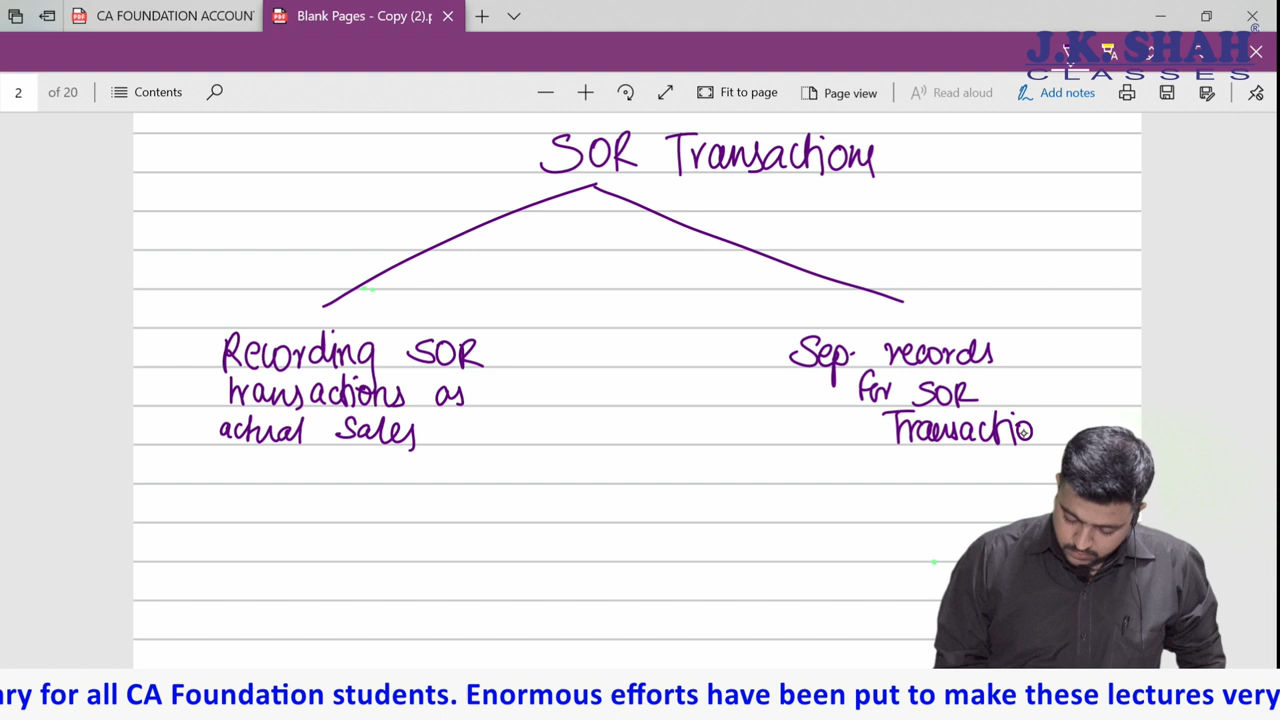 CA FOUNDATION ACCOUN
Blank Pages - Copy (2).p
J.K. SHAH®
CLASSES
2 of 20
Contents
Fit to page
Page view
Read aloud
Add notes
SOR Transactions
Recording SOR
transactions as
actual Sales
Sep. records
for SOR
Transactio
ary for all CA Foundation students. Enormous efforts have been put to make these lectures very